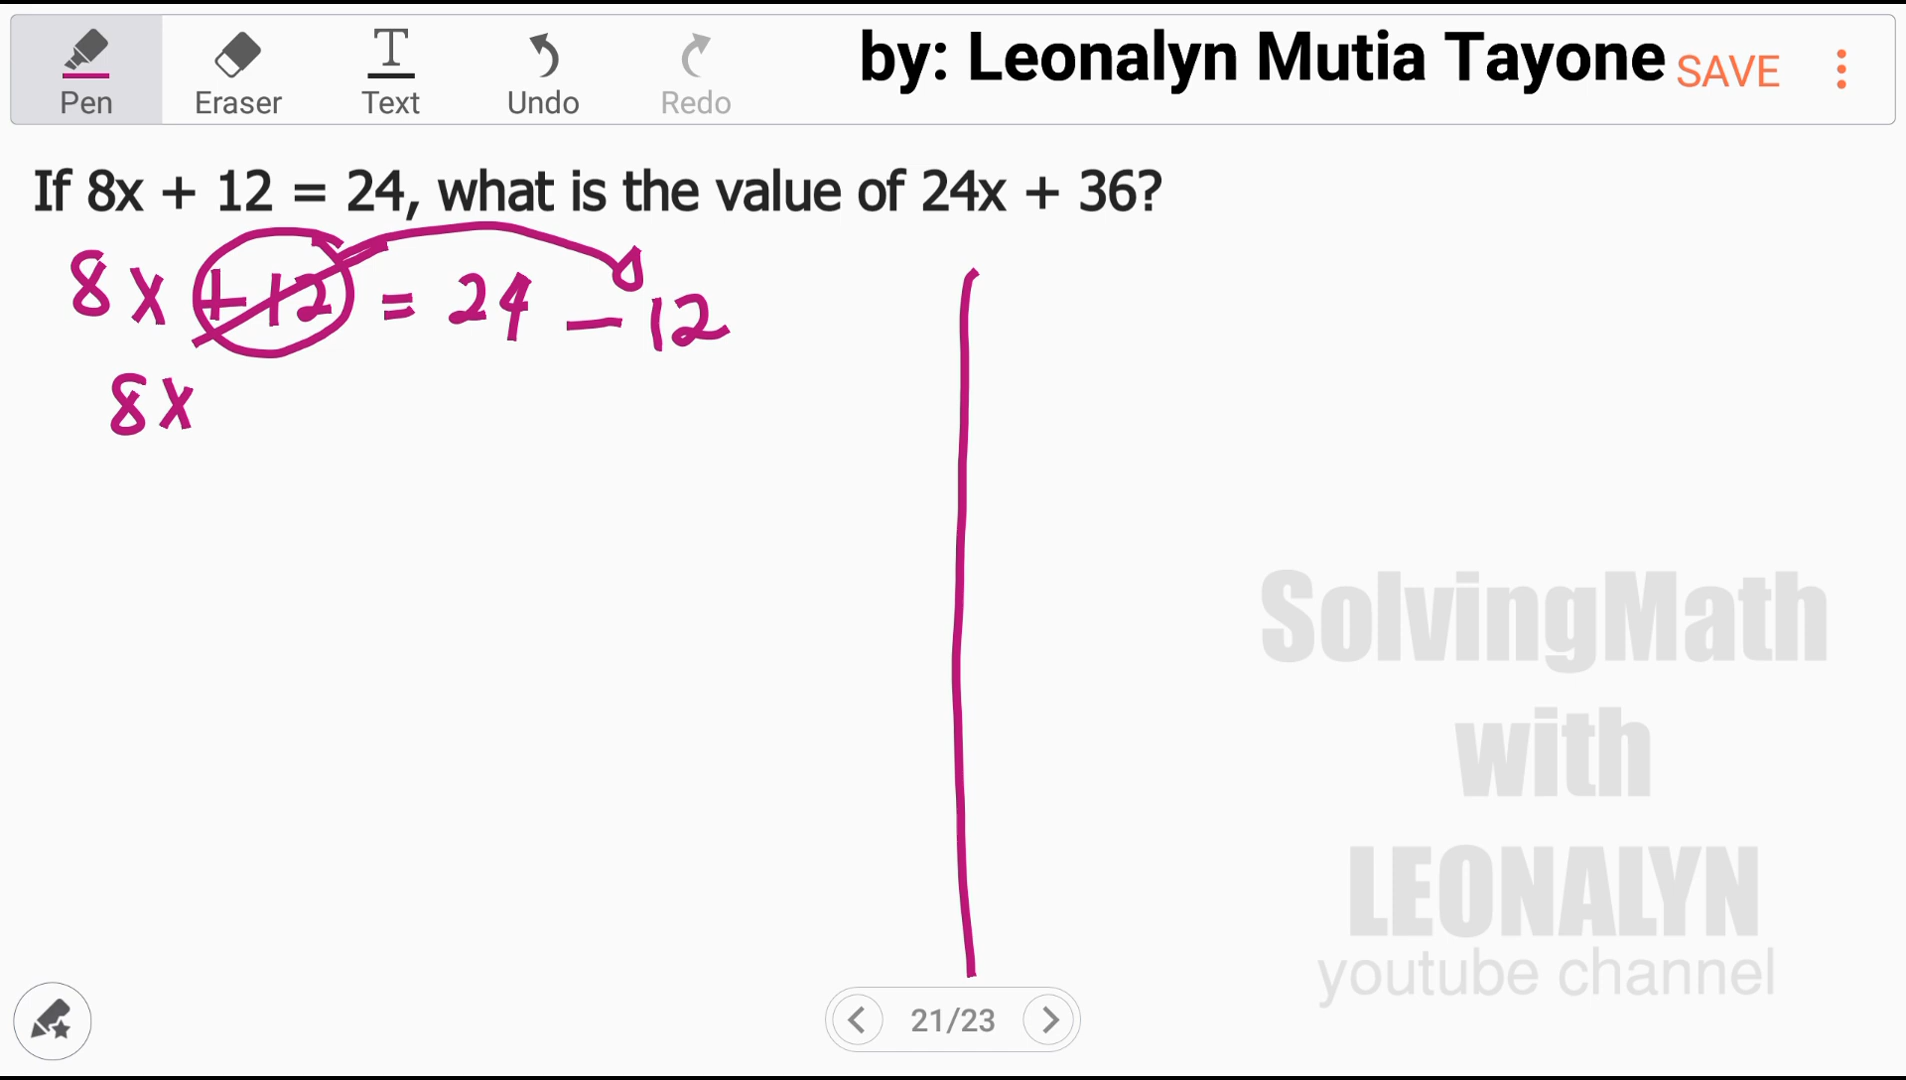 Pen Eraser Text Undo Redo by: Leonalyn Mutia Tayone SAVE
If 8x + 12 = 24, what is the value of 24x + 36?
8x + 12 = 24 - 12
8x
SolvingMath
with
LEONALYN
youtube channel
21/23